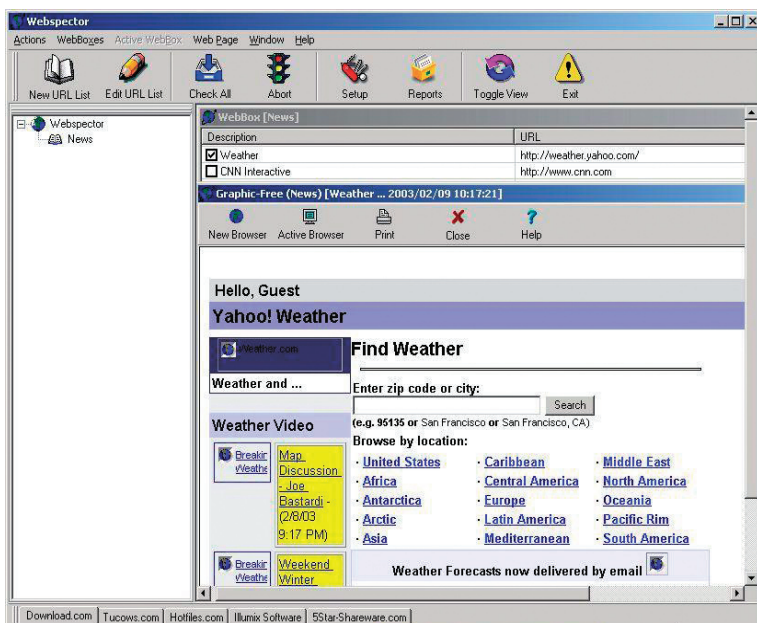 Webspector
Actions WebBoxes Active WebBox Web Page Window Help
New URL List Edit URL List Check All Abort Setup Reports Toggle View Exit
Webspector
News
WebBox [News]
Description URL
Weather http://weather.yahoo.com/
CNN Interactive http://www.cnn.com
Graphic-Free (News) [Weather ... 2003/02/09 10:17:21]
New Browser Active Browser Print Close Help
Hello, Guest
Yahoo! Weather
Weather.com
Weather and ...
Find Weather
Enter zip code or city:
Search
(e.g. 95135 or San Francisco or San Francisco, CA)
Browse by location:
· United States · Caribbean · Middle East
· Africa · Central America · North America
· Antarctica · Europe · Oceania
· Arctic · Latin America · Pacific Rim
· Asia · Mediterranean · South America
Weather Video
Breakin
Weathe
Map
Discussion
- Joe
Bastardi -
(2/8/03
9:17 PM)
Breakin
Weathe
Weekend
Winter
Weather Forecasts now delivered by email
Download.com Tucows.com Hotfiles.com Illumix Software 5Star-Shareware.com